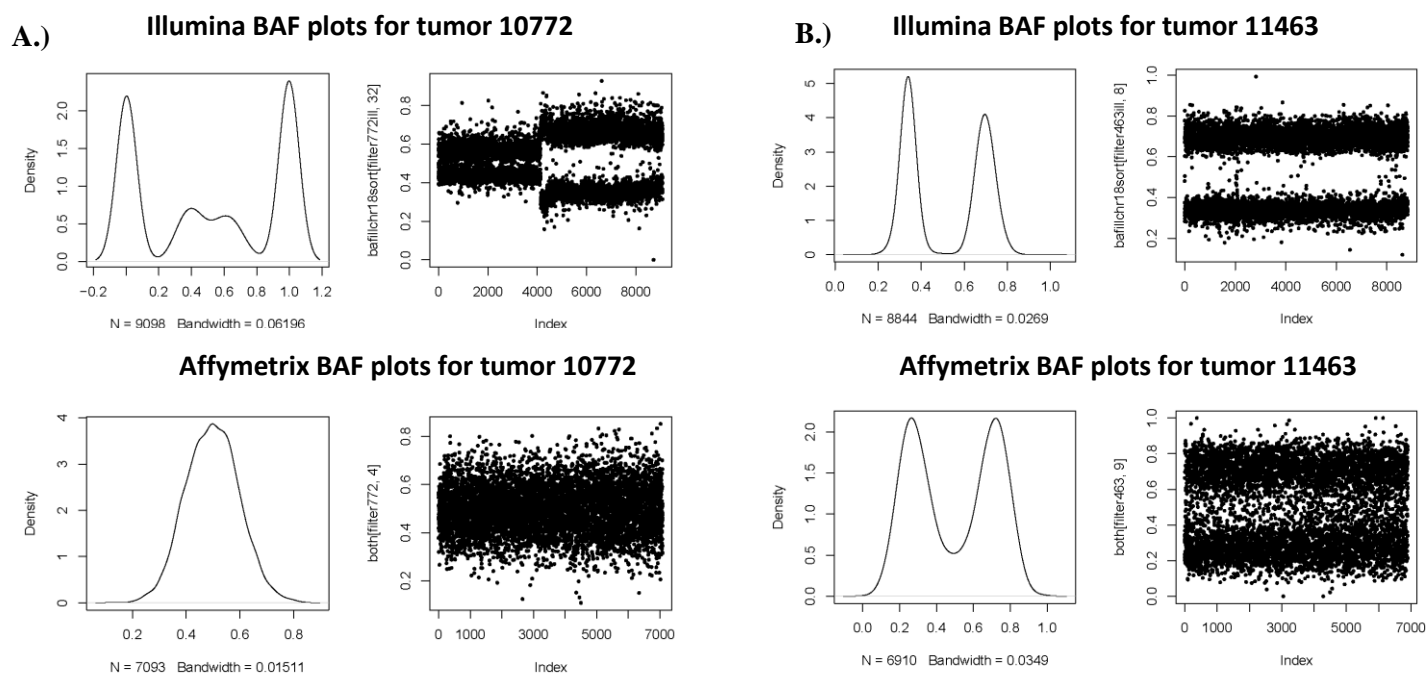 A.)
Illumina BAF plots for tumor 10772
Density
0.0 0.5 1.0 1.5 2.0
−0.2 0.0 0.2 0.4 0.6 0.8 1.0 1.2
N = 9098 Bandwidth = 0.06196
bafillchr18sort[filter772ill, 32]
0.0 0.2 0.4 0.6 0.8
0 2000 4000 6000 8000
Index
Affymetrix BAF plots for tumor 10772
Density
0 1 2 3 4
0.2 0.4 0.6 0.8
N = 7093 Bandwidth = 0.01511
both[filter772, 4]
0.2 0.4 0.6 0.8
0 1000 3000 5000 7000
Index
B.)
Illumina BAF plots for tumor 11463
Density
0 1 2 3 4 5
0.0 0.2 0.4 0.6 0.8 1.0
N = 8844 Bandwidth = 0.0269
bafillchr18sort[filter463ill, 8]
0.2 0.4 0.6 0.8 1.0
0 2000 4000 6000 8000
Index
Affymetrix BAF plots for tumor 11463
Density
0.0 0.5 1.0 1.5 2.0
0.0 0.2 0.4 0.6 0.8 1.0
N = 6910 Bandwidth = 0.0349
both[filter463, 9]
0.0 0.2 0.4 0.6 0.8 1.0
0 1000 3000 5000 7000
Index